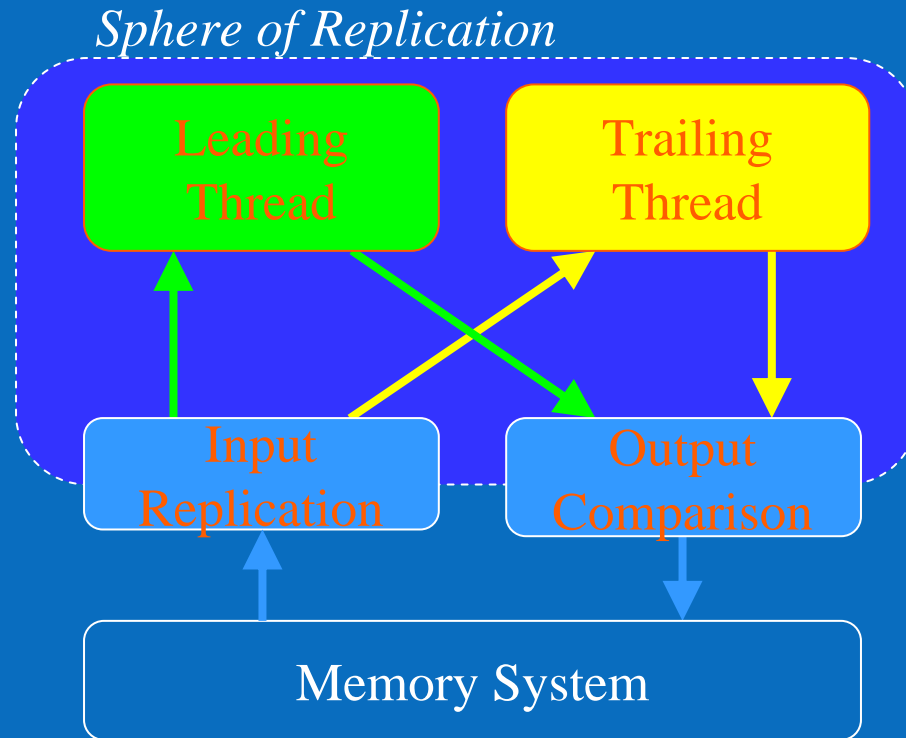 Sphere of Replication
Leading
Thread
Trailing
Thread
Input
Replication
Output
Comparison
Memory System